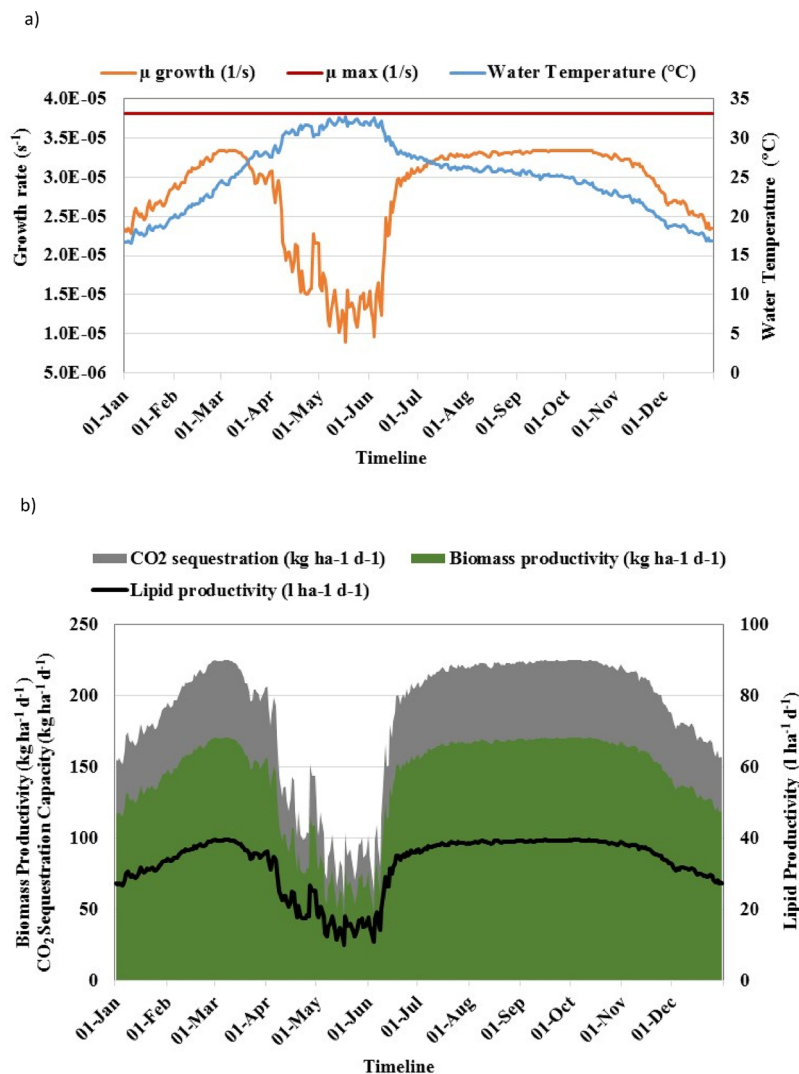 a)
μ growth (1/s) μ max (1/s) Water Temperature (°C)
4.0E-05
3.5E-05
3.0E-05
2.5E-05
2.0E-05
1.5E-05
1.0E-05
5.0E-06
Growth rate (s-1)
35
30
25
20
15
10
5
0
Water Temperature (°C)
01-Jan 01-Feb 01-Mar 01-Apr 01-May 01-Jun 01-Jul 01-Aug 01-Sep 01-Oct 01-Nov 01-Dec
Timeline
b)
CO2 sequestration (kg ha-1 d-1) Biomass productivity (kg ha-1 d-1)
Lipid productivity (l ha-1 d-1)
250
200
150
100
50
0
Biomass Productivity (kg ha-1 d-1)
CO2 Sequestration Capacity (kg ha-1 d-1)
100
80
60
40
20
0
Lipid Productivity (l ha-1 d-1)
01-Jan 01-Feb 01-Mar 01-Apr 01-May 01-Jun 01-Jul 01-Aug 01-Sep 01-Oct 01-Nov 01-Dec
Timeline